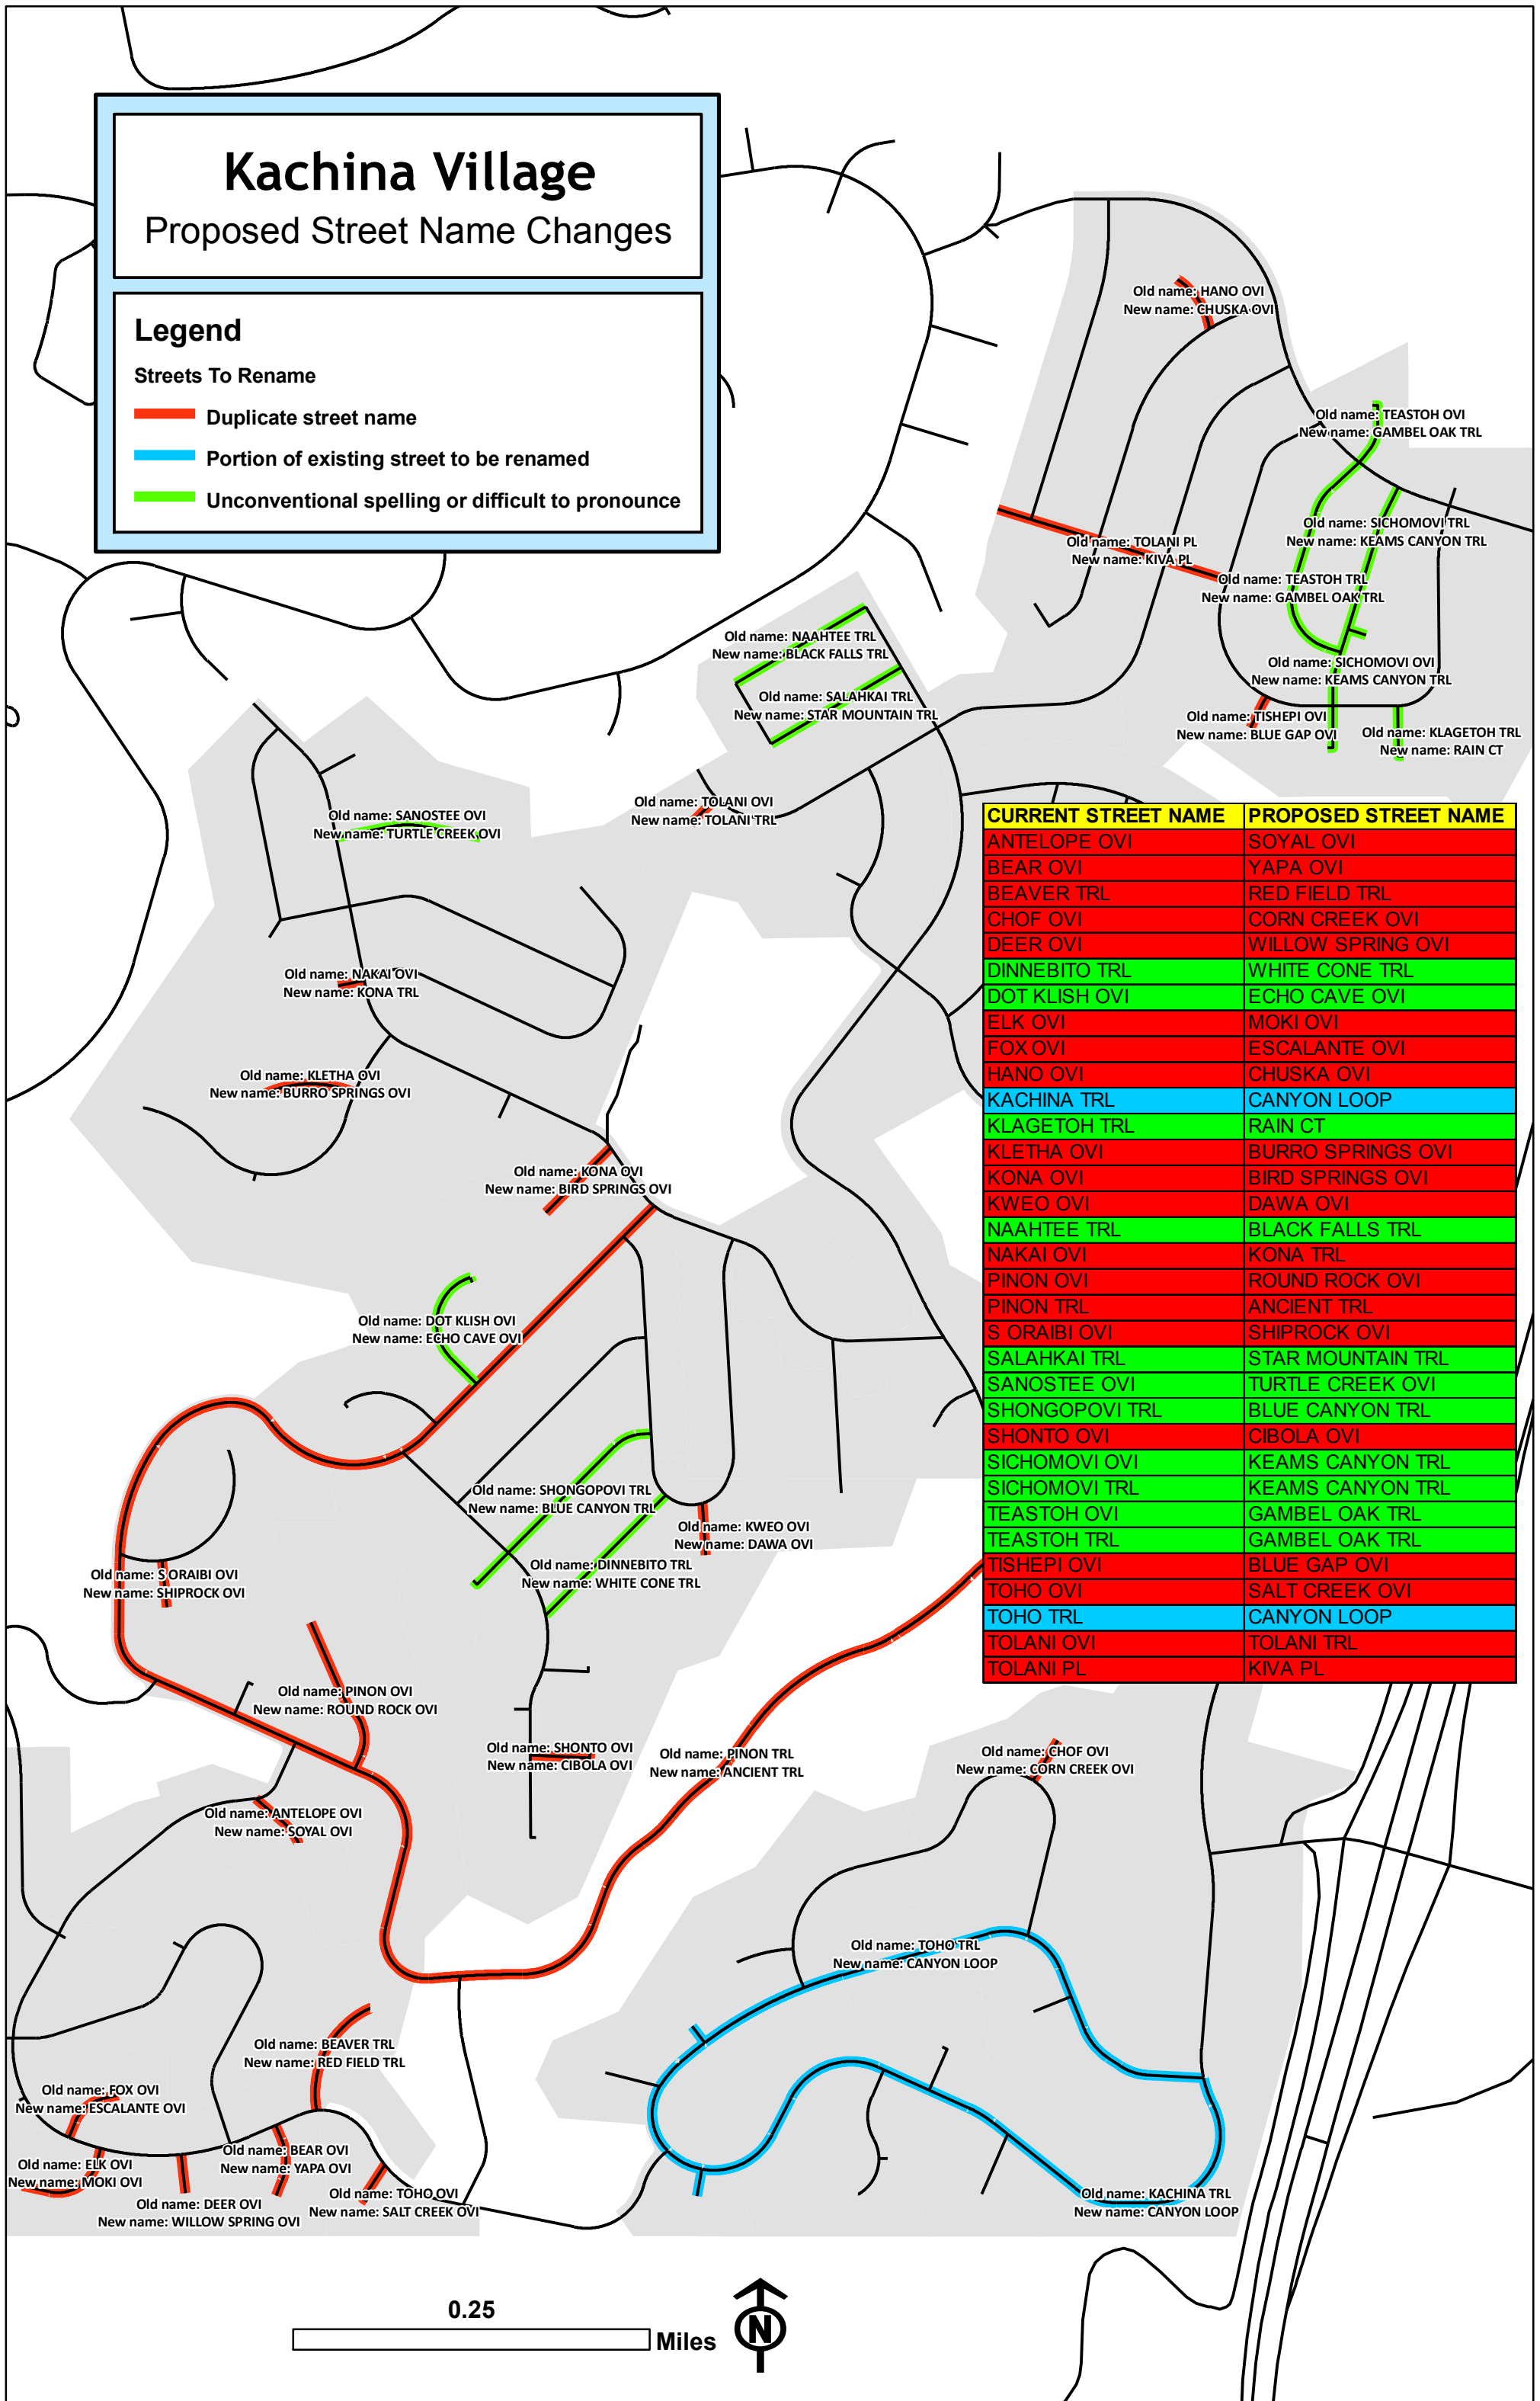 Kachina Village
Proposed Street Name Changes
Legend
Streets To Rename
Duplicate street name
Portion of existing street to be renamed
Unconventional spelling or difficult to pronounce
Old name: HANO OVI
New name: CHUSKA OVI
Old name: TEASTOH OVI
New name: GAMBEL OAK TRL
Old name: SICHOMOVI TRL
New name: KEAMS CANYON TRL
Old name: TOLANI PL
New name: KIVA PL
Old name: TEASTOH TRL
New name: GAMBEL OAK TRL
Old name: NAAHTEE TRL
New name: BLACK FALLS TRL
Old name: SICHOMOVI OVI
New name: KEAMS CANYON TRL
Old name: SALAHKAI TRL
New name: STAR MOUNTAIN TRL
Old name: TISHEPI OVI
New name: BLUE GAP OVI
Old name: KLAGETOH TRL
New name: RAIN CT
Old name: TOLANI OVI
New name: TOLANI TRL
Old name: SANOSTEE OVI
New name: TURTLE CREEK OVI
CURRENT STREET NAME PROPOSED STREET NAME
ANTELOPE OVI SOYAL OVI
BEAR OVI YAPA OVI
BEAVER TRL RED FIELD TRL
CHOF OVI CORN CREEK OVI
DEER OVI WILLOW SPRING OVI
DINNEBITO TRL WHITE CONE TRL
DOT KLISH OVI ECHO CAVE OVI
ELK OVI MOKI OVI
FOX OVI ESCALANTE OVI
HANO OVI CHUSKA OVI
KACHINA TRL CANYON LOOP
KLAGETOH TRL RAIN CT
KLETHA OVI BURRO SPRINGS OVI
KONA OVI BIRD SPRINGS OVI
KWEO OVI DAWA OVI
NAAHTEE TRL BLACK FALLS TRL
NAKAI OVI KONA TRL
PINON OVI ROUND ROCK OVI
PINON TRL ANCIENT TRL
S ORAIBI OVI SHIPROCK OVI
SALAHKAI TRL STAR MOUNTAIN TRL
SANOSTEE OVI TURTLE CREEK OVI
SHONGOPOVI TRL BLUE CANYON TRL
SHONTO OVI CIBOLA OVI
SICHOMOVI OVI KEAMS CANYON TRL
SICHOMOVI TRL KEAMS CANYON TRL
TEASTOH OVI GAMBEL OAK TRL
TEASTOH TRL GAMBEL OAK TRL
TISHEPI OVI BLUE GAP OVI
TOHO OVI SALT CREEK OVI
TOHO TRL CANYON LOOP
TOLANI OVI TOLANI TRL
TOLANI PL KIVA PL
Old name: NAKAI OVI
New name: KONA TRL
Old name: KLETHA OVI
New name: BURRO SPRINGS OVI
Old name: KONA OVI
New name: BIRD SPRINGS OVI
Old name: DOT KLISH OVI
New name: ECHO CAVE OVI
Old name: SHONGOPOVI TRL
New name: BLUE CANYON TRL
Old name: KWEO OVI
New name: DAWA OVI
Old name: DINNEBITO TRL
New name: WHITE CONE TRL
Old name: S ORAIBI OVI
New name: SHIPROCK OVI
Old name: PINON OVI
New name: ROUND ROCK OVI
Old name: SHONTO OVI
New name: CIBOLA OVI
Old name: PINON TRL
New name: ANCIENT TRL
Old name: CHOF OVI
New name: CORN CREEK OVI
Old name: ANTELOPE OVI
New name: SOYAL OVI
Old name: TOHO TRL
New name: CANYON LOOP
Old name: BEAVER TRL
New name: RED FIELD TRL
Old name: FOX OVI
New name: ESCALANTE OVI
Old name: BEAR OVI
New name: YAPA OVI
Old name: ELK OVI
New name: MOKI OVI
Old name: DEER OVI
New name: WILLOW SPRING OVI
Old name: TOHO OVI
New name: SALT CREEK OVI
Old name: KACHINA TRL
New name: CANYON LOOP
0.25
Miles
N